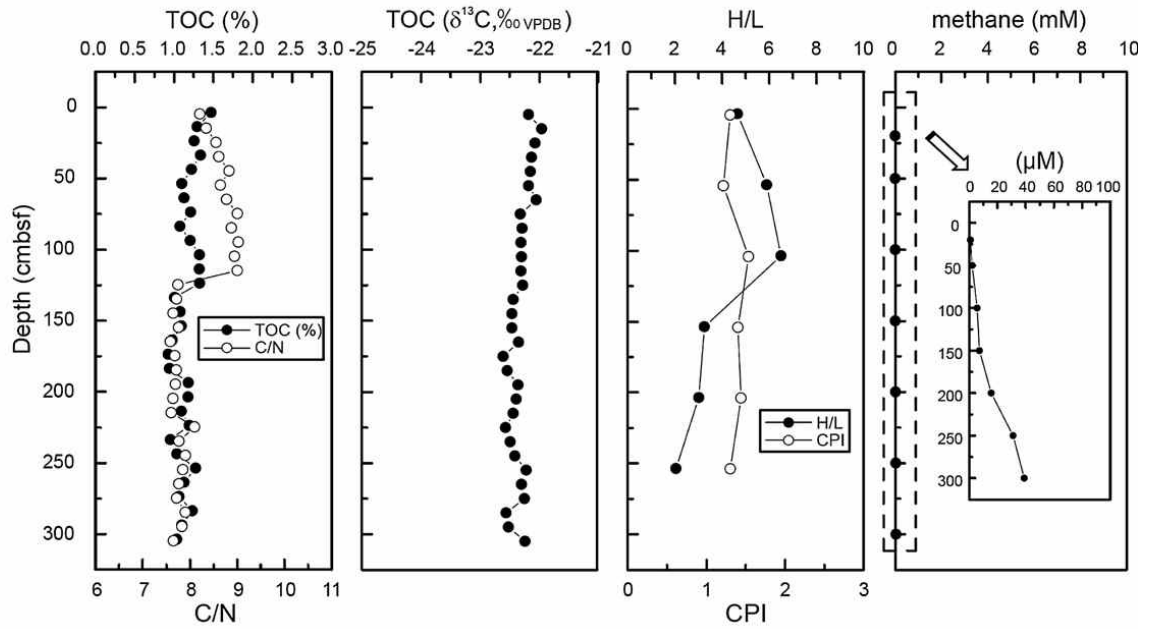 TOC (%)
0.0 0.5 1.0 1.5 2.0 2.5 3.0
TOC (δ¹³C,‰ VPDB)
-25 -24 -23 -22 -21
H/L
0 2 4 6 8 10
methane (mM)
0 2 4 6 8 10
Depth (cmbsf)
0
50
100
150
200
250
300
TOC (%)
C/N
6 7 8 9 10 11
C/N
H/L
CPI
0 1 2 3
CPI
(μM)
0 20 40 60 80 100
0
50
100
150
200
250
300